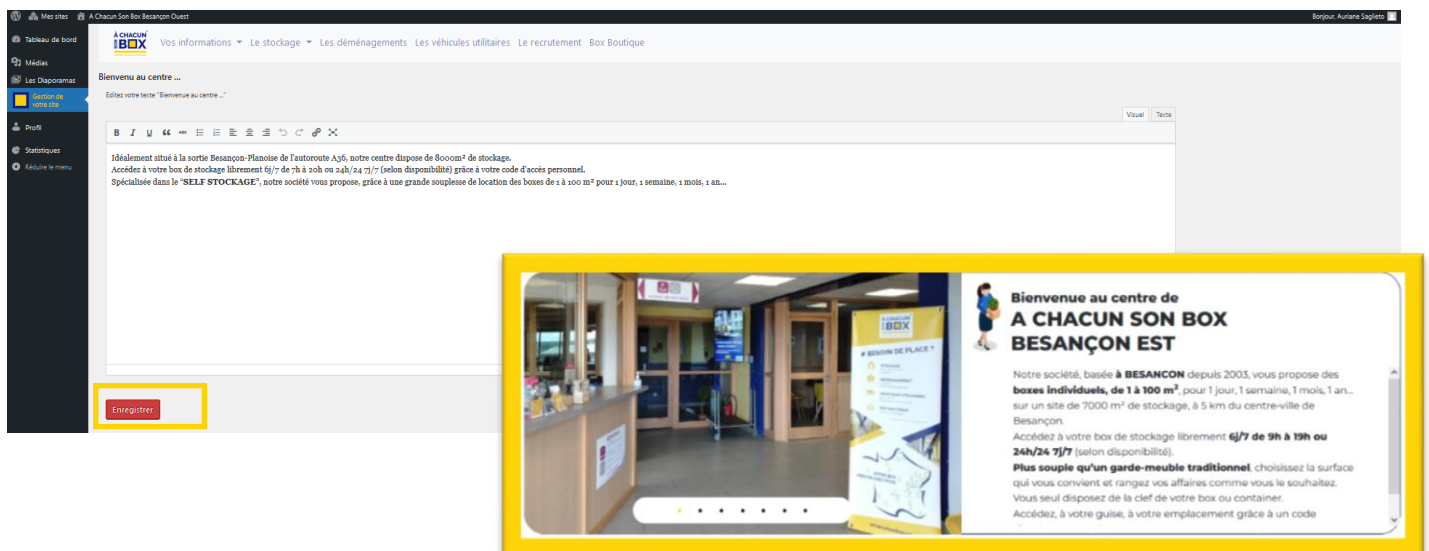 Mes sites A Chacun Son Box Besançon Ouest
Bonjour, Auriane Saglieto
Tableau de bord
Médias
Les Diaporamas
Gestion de votre site
Profil
Statistiques
Réduire le menu
À CHACUN SON BOX
Vos informations Le stockage Les déménagements Les véhicules utilitaires Le recrutement Box Boutique
Bienvenu au centre ...
Editez votre texte "Bienvenue au centre ..."
Visuel Texte
B I U ABC
Idéalement situé à la sortie Besançon-Planoise de l'autoroute A36, notre centre dispose de 8000m² de stockage.
Accédez à votre box de stockage librement 6j/7 de 7h à 20h ou 24h/24 7j/7 (selon disponibilité) grâce à votre code d'accès personnel.
Spécialisée dans le "SELF STOCKAGE", notre société vous propose, grâce à une grande souplesse de location des boxes de 1 à 100 m² pour 1 jour, 1 semaine, 1 mois, 1 an...
Enregistrer
À CHACUN
BOX
# BESOIN DE PLACE ?
Bienvenue au centre de
A CHACUN SON BOX
BESANÇON EST
Notre société, basée à BESANCON depuis 2003, vous propose des
boxes individuels, de 1 à 100 m², pour 1 jour, 1 semaine, 1 mois, 1 an...
sur un site de 7000 m² de stockage, à 5 km du centre-ville de
Besançon.
Accédez à votre box de stockage librement 6j/7 de 9h à 19h ou
24h/24 7j/7 (selon disponibilité).
Plus souple qu'un garde-meuble traditionnel, choisissez la surface
qui vous convient et rangez vos affaires comme vous le souhaitez.
Vous seul disposez de la clef de votre box ou container.
Accédez, à votre guise, à votre emplacement grâce à un code